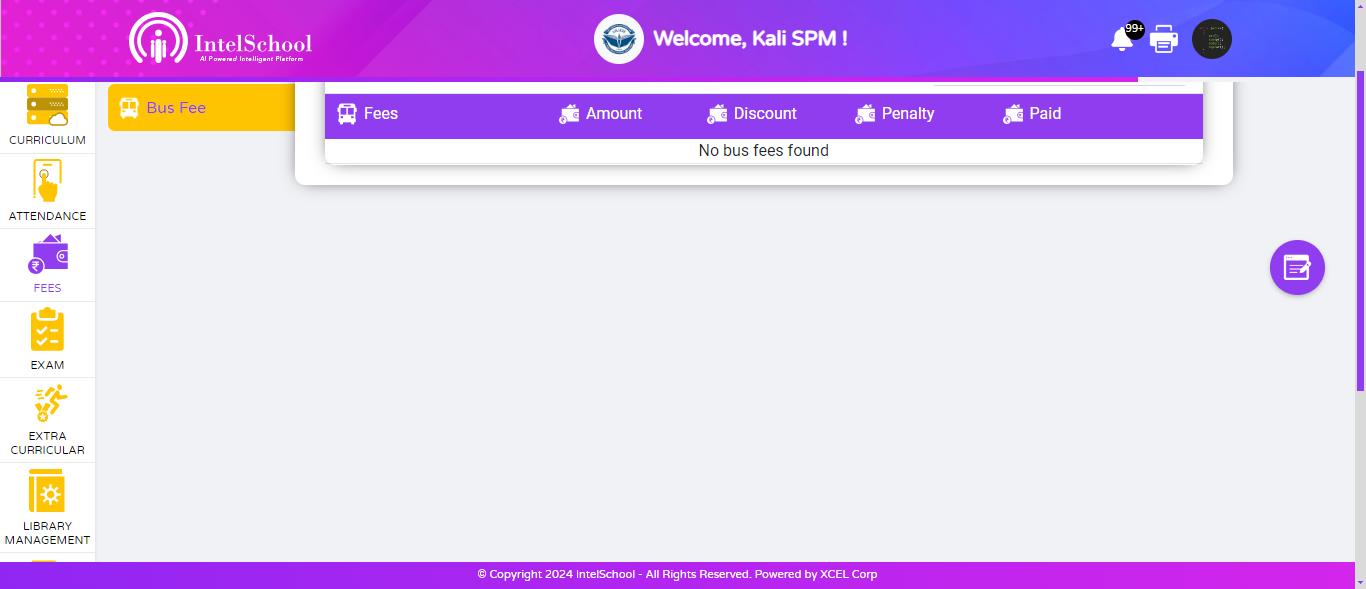 IntelSchool
AI Powered Intelligent Platform
Welcome, Kali SPM !
99+
CURRICULUM
ATTENDANCE
FEES
EXAM
EXTRA
CURRICULAR
LIBRARY
MANAGEMENT
Bus Fee
Fees Amount Discount Penalty Paid
No bus fees found
© Copyright 2024 IntelSchool - All Rights Reserved. Powered by XCEL Corp